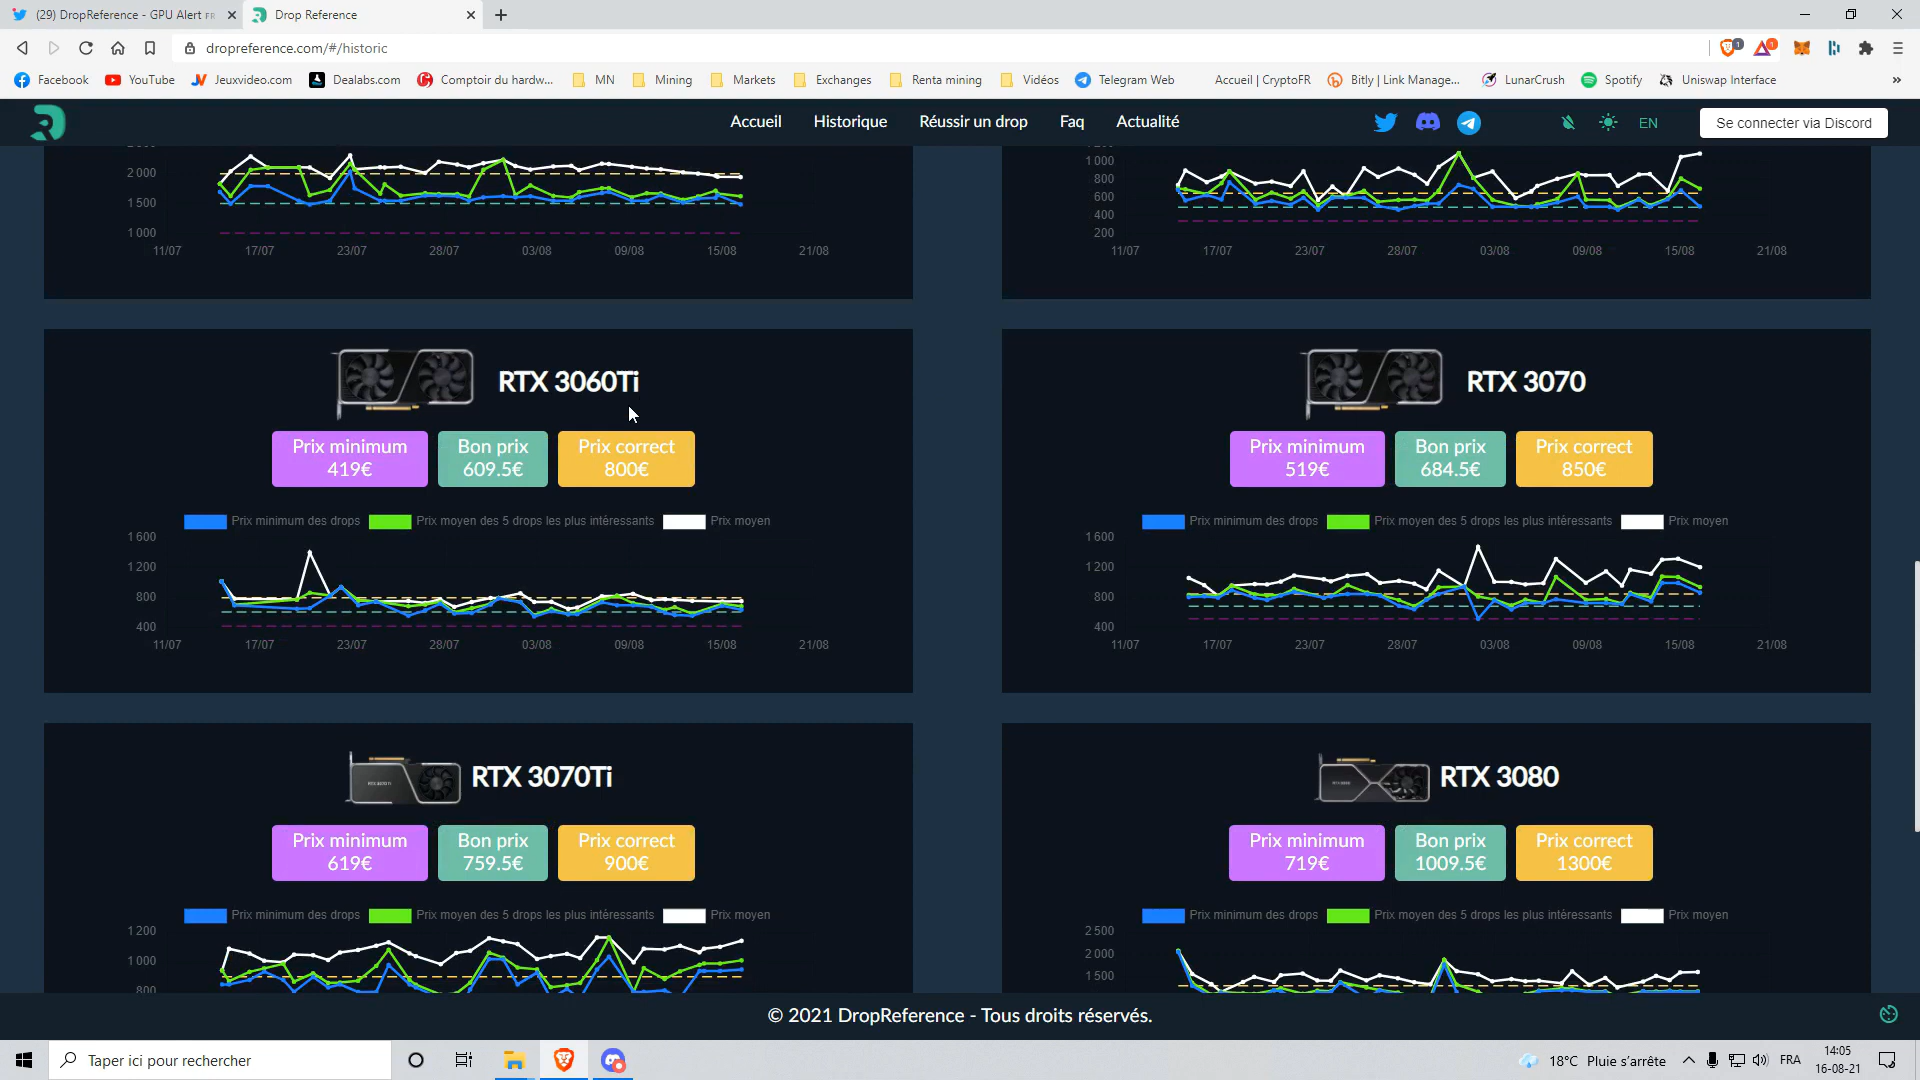 (29) DropReference - GPU Alert FR
Drop Reference
dropreference.com/#/historic
1
1
Facebook
YouTube
Jeuxvideo.com
Dealabs.com
Comptoir du hardw...
MN
Mining
Markets
Exchanges
Renta mining
Vidéos
Telegram Web
Accueil | CryptoFR
Bitly | Link Manage...
LunarCrush
Spotify
Uniswap Interface
»
Accueil
Historique
Réussir un drop
Faq
Actualité
EN
Se connecter via Discord
2 000
1 500
1 000
11/07 17/07 23/07 28/07 03/08 09/08 15/08 21/08
1 000
800
600
400
200
11/07 17/07 23/07 28/07 03/08 09/08 15/08 21/08
RTX 3060Ti
Prix minimum
419€
Bon prix
609.5€
Prix correct
800€
Prix minimum des drops Prix moyen des 5 drops les plus intéressants Prix moyen
1 600
1 200
800
400
11/07 17/07 23/07 28/07 03/08 09/08 15/08 21/08
RTX 3070
Prix minimum
519€
Bon prix
684.5€
Prix correct
850€
Prix minimum des drops Prix moyen des 5 drops les plus intéressants Prix moyen
1 600
1 200
800
400
11/07 17/07 23/07 28/07 03/08 09/08 15/08 21/08
RTX 3070Ti
Prix minimum
619€
Bon prix
759.5€
Prix correct
900€
Prix minimum des drops Prix moyen des 5 drops les plus intéressants Prix moyen
1 200
1 000
800
RTX 3080
Prix minimum
719€
Bon prix
1009.5€
Prix correct
1300€
Prix minimum des drops Prix moyen des 5 drops les plus intéressants Prix moyen
2 500
2 000
1 500
© 2021 DropReference - Tous droits réservés.
Taper ici pour rechercher
18°C Pluie s'arrête
FRA
14:05
16-08-21